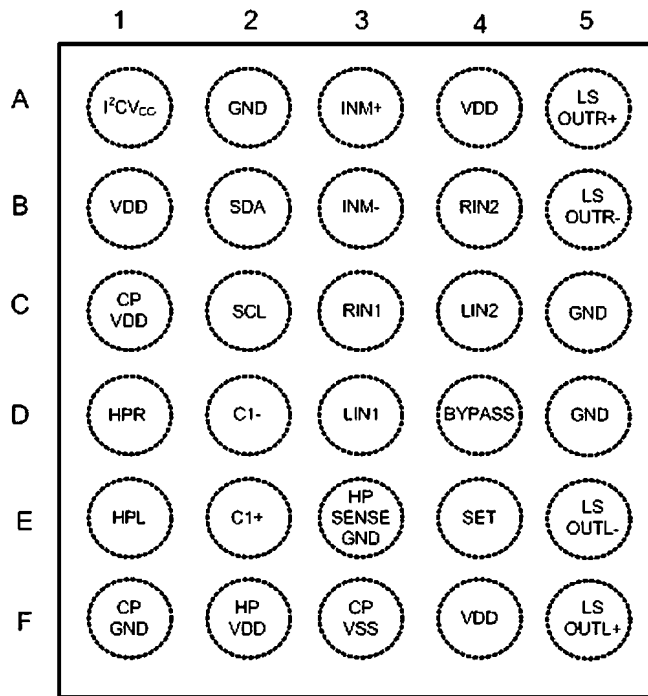 1 2 3 4 5
A I²CVCC GND INM+ VDD LS OUTR+
B VDD SDA INM- RIN2 LS OUTR-
C CP VDD SCL RIN1 LIN2 GND
D HPR C1- LIN1 BYPASS GND
E HPL C1+ HP SENSE GND SET LS OUTL-
F CP GND HP VDD CP VSS VDD LS OUTL+